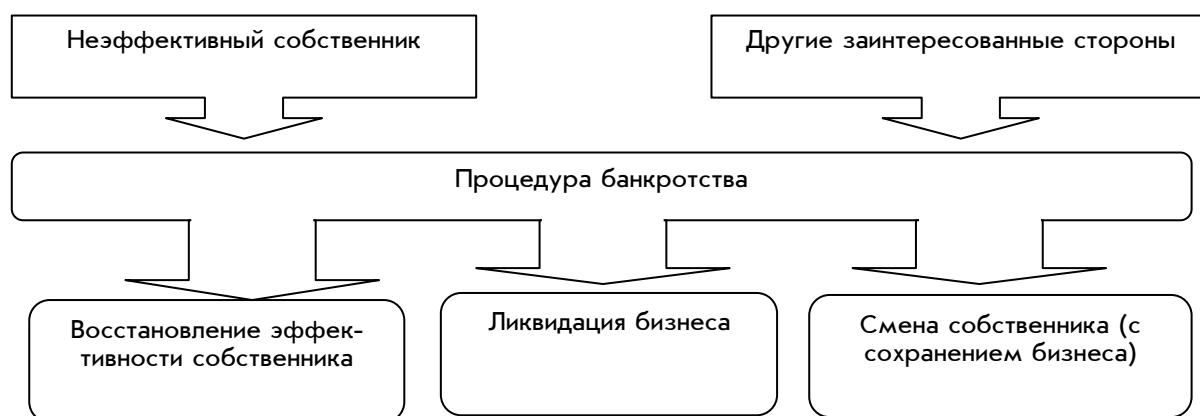 Неэффективный собственник
Другие заинтересованные стороны
Процедура банкротства
Восстановление эффек-
тивности собственника
Ликвидация бизнеса
Смена собственника (с
сохранением бизнеса)